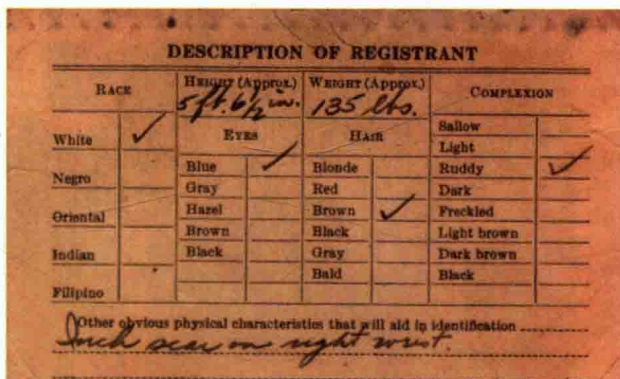 DESCRIPTION OF REGISTRANT
RACE
HEIGHT (Approx.)
WEIGHT (Approx.)
COMPLEXION
5 ft. 6 1/2 in.
135 lbs.
White ✓
Negro
Oriental
Indian
Filipino
EYES
Blue ✓
Gray
Hazel
Brown
Black
HAIR
Blonde
Red
Brown ✓
Black
Gray
Bald
Sallow
Light
Ruddy ✓
Dark
Freckled
Light brown
Dark brown
Black
Other obvious physical characteristics that will aid in identification
Inch scar on right wrist.